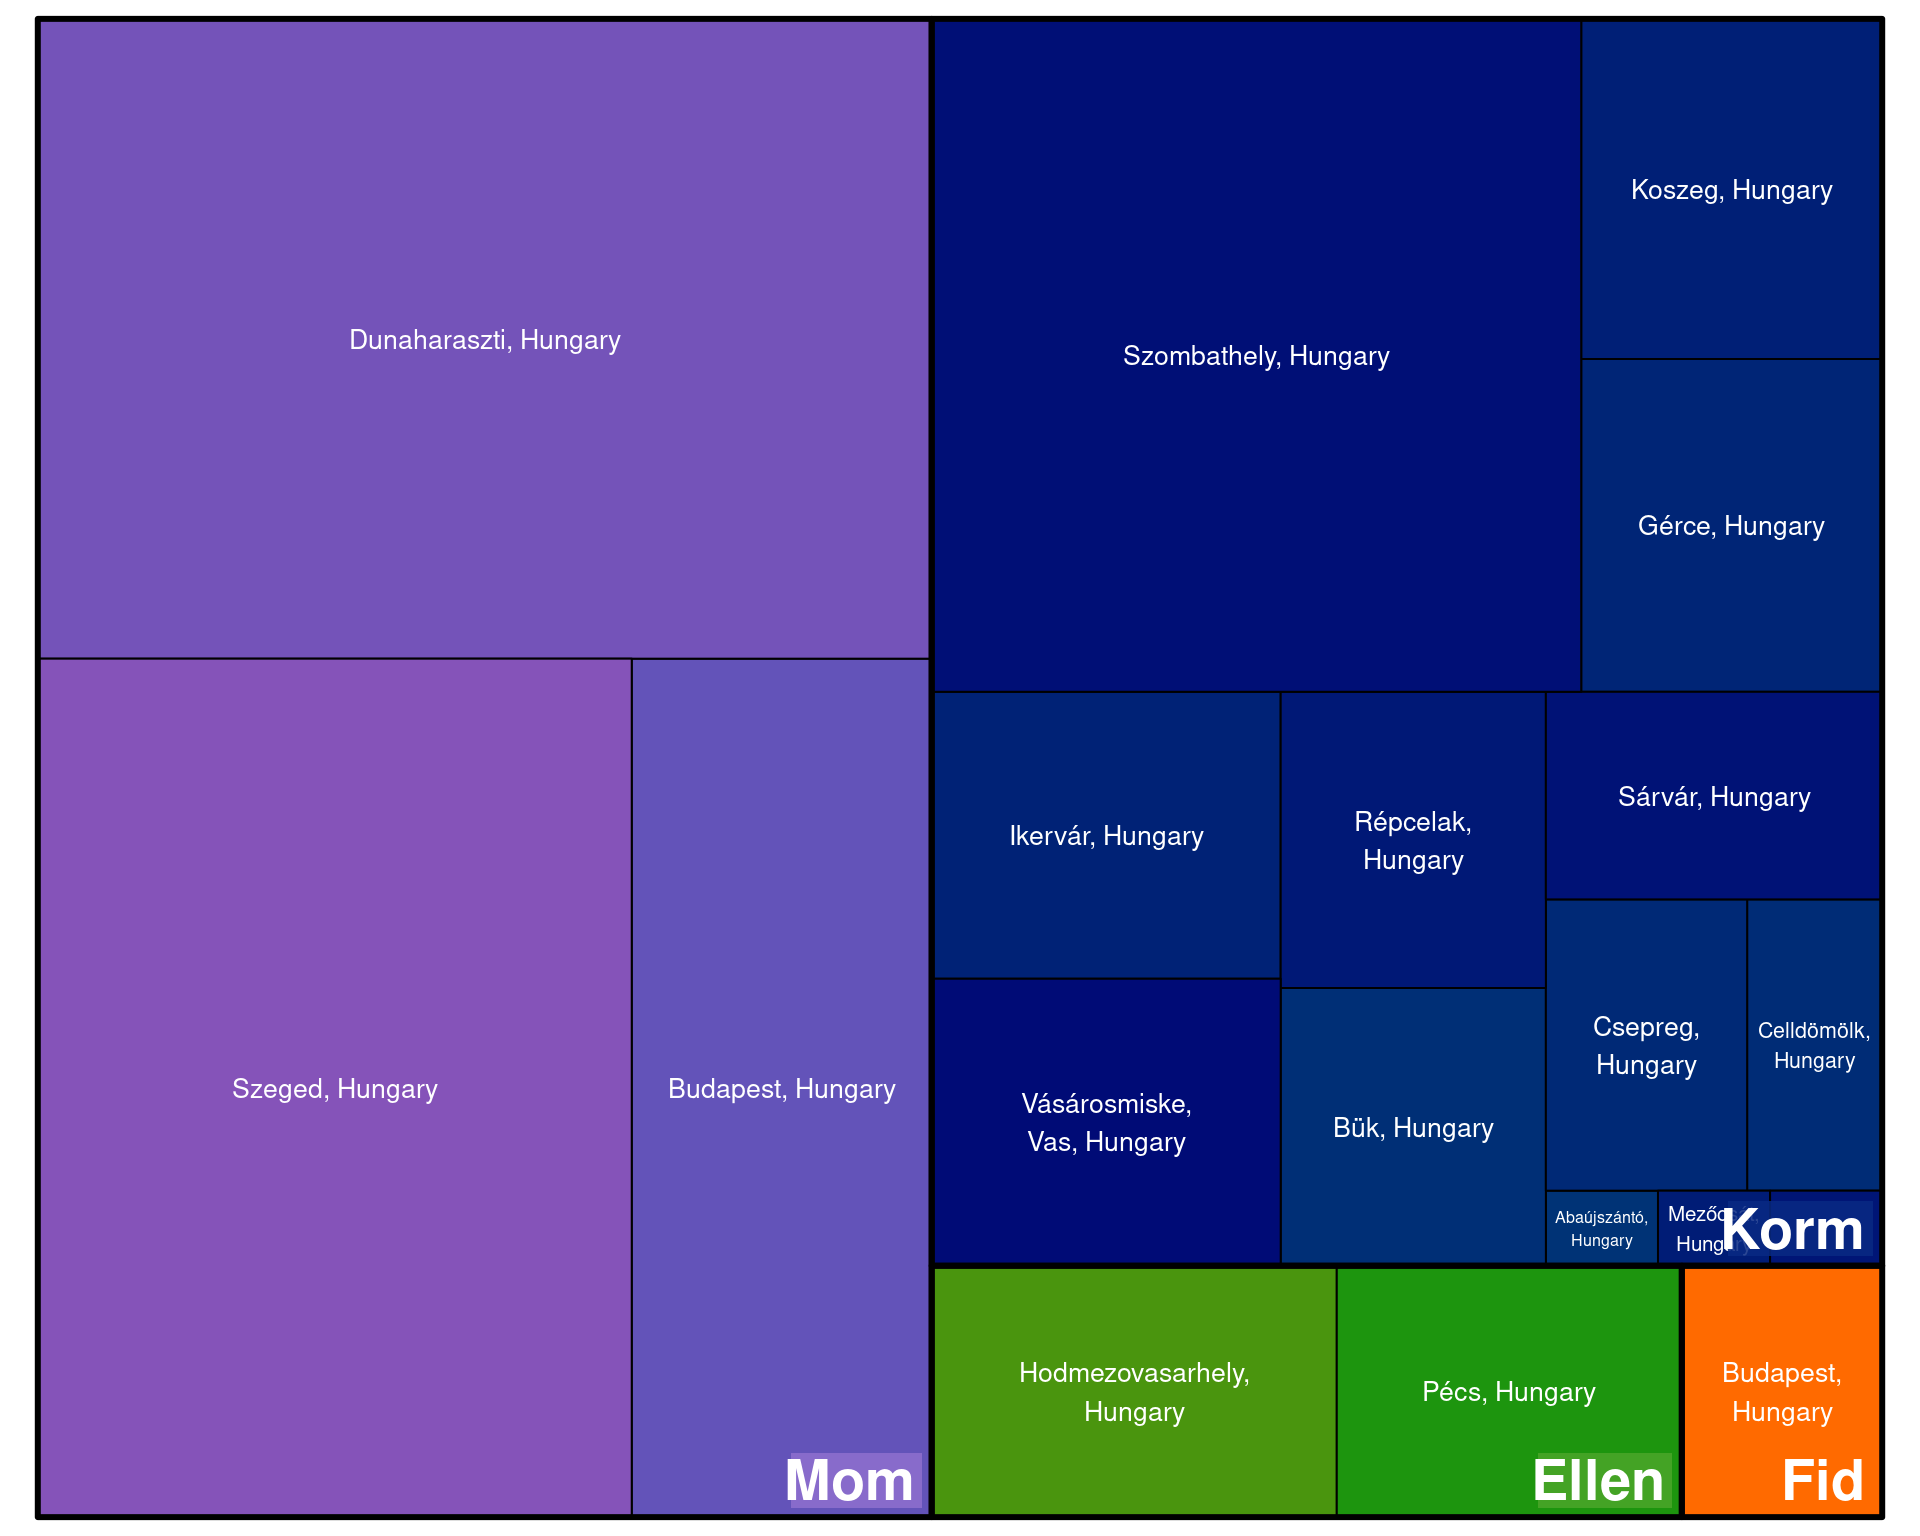 Dunaharaszti, Hungary
Szeged, Hungary
Budapest, Hungary
Mom
Szombathely, Hungary
Koszeg, Hungary
Gérce, Hungary
Ikervár, Hungary
Répcelak,
Hungary
Sárvár, Hungary
Vásárosmiske,
Vas, Hungary
Bük, Hungary
Csepreg,
Hungary
Celldömölk,
Hungary
Abaújszántó,
Hungary
Hungary
Korm
Hodmezovasarhely,
Hungary
Pécs, Hungary
Ellen
Budapest,
Hungary
Fid